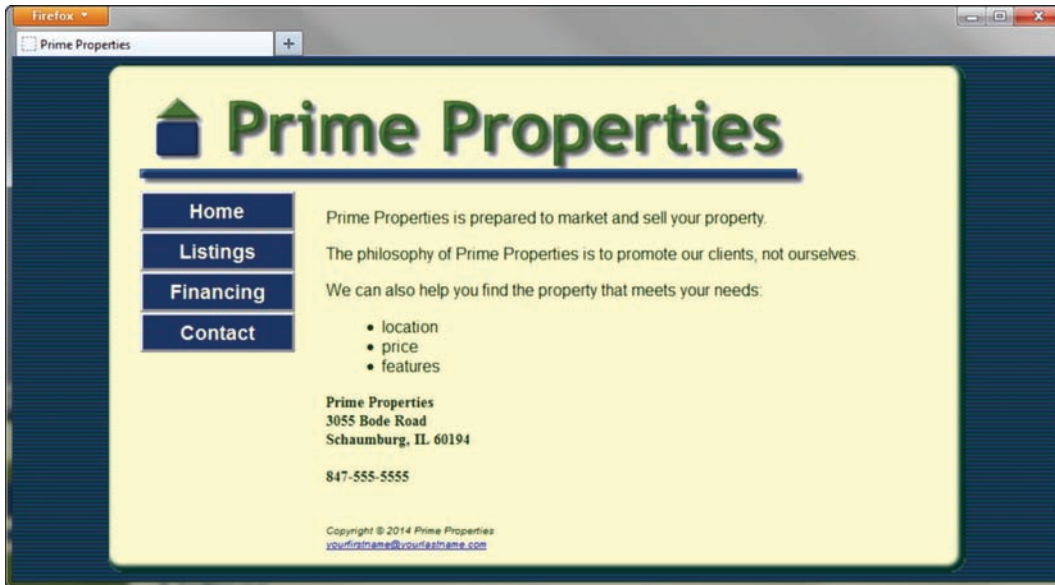 Firefox
Prime Properties
Prime Properties
Home
Listings
Financing
Contact
Prime Properties is prepared to market and sell your property.
The philosophy of Prime Properties is to promote our clients, not ourselves.
We can also help you find the property that meets your needs:
• location
• price
• features
Prime Properties
3055 Bode Road
Schaumburg, IL 60194
847-555-5555
Copyright © 2014 Prime Properties
yourfirstname@yourlastname.com